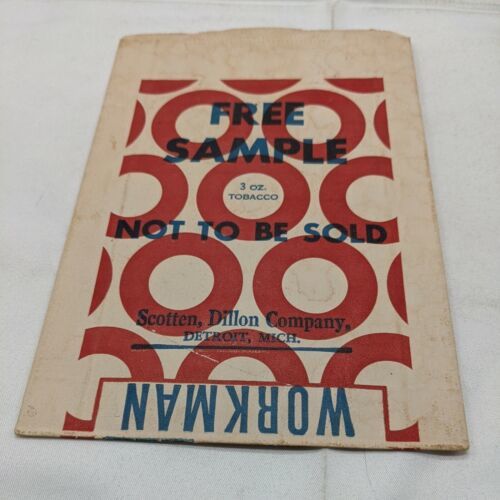 FREE
SAMPLE
3 OZ.
TOBACCO
NOT TO BE SOLD
Scotten, Dillon Company,
DETROIT, MICH.
WORKMAN